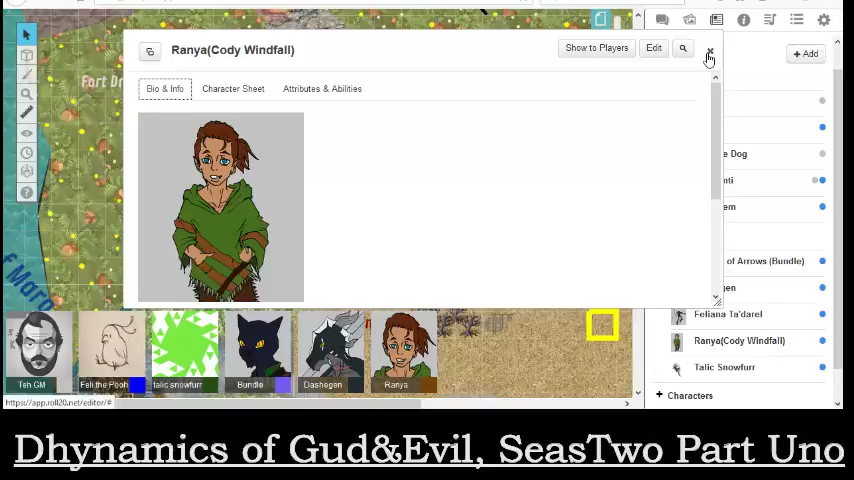 Ranya(Cody Windfall)
Show to Players
Edit
Bio & Info
Character Sheet
Attributes & Abilities
Add
e Dog
nti
em
of Arrows (Bundle)
gen
Feliana Ta'darel
Ranya(Cody Windfall)
Talic Snowfurr
Characters
Fort Dr
f Maro
Teh GM
Feli the Pooh
talic snowfurr
Bundle
Dashegen
Ranya
https://app.roll20.net/editor/#
Dhynamics of Gud&Evil, SeasTwo Part Uno